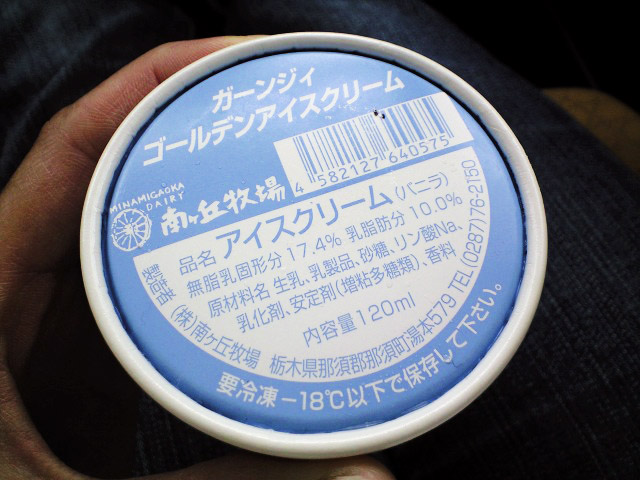 ガーンジィ
ゴールデンアイスクリーム
4 582127 640575
MINAMIGAOKA
DAIRY
南ヶ丘牧場
品名 アイスクリーム(バニラ)
無脂乳固形分 17.4% 乳脂肪分 10.0%
原材料名 生乳、乳製品、砂糖、リン酸Na、
乳化剤、安定剤(増粘多糖類)、香料
内容量120ml
製造者 (株)南ヶ丘牧場 栃木県那須郡那須町湯本579 TEL(0287)76-2150
要冷凍-18℃以下で保存して下さい。